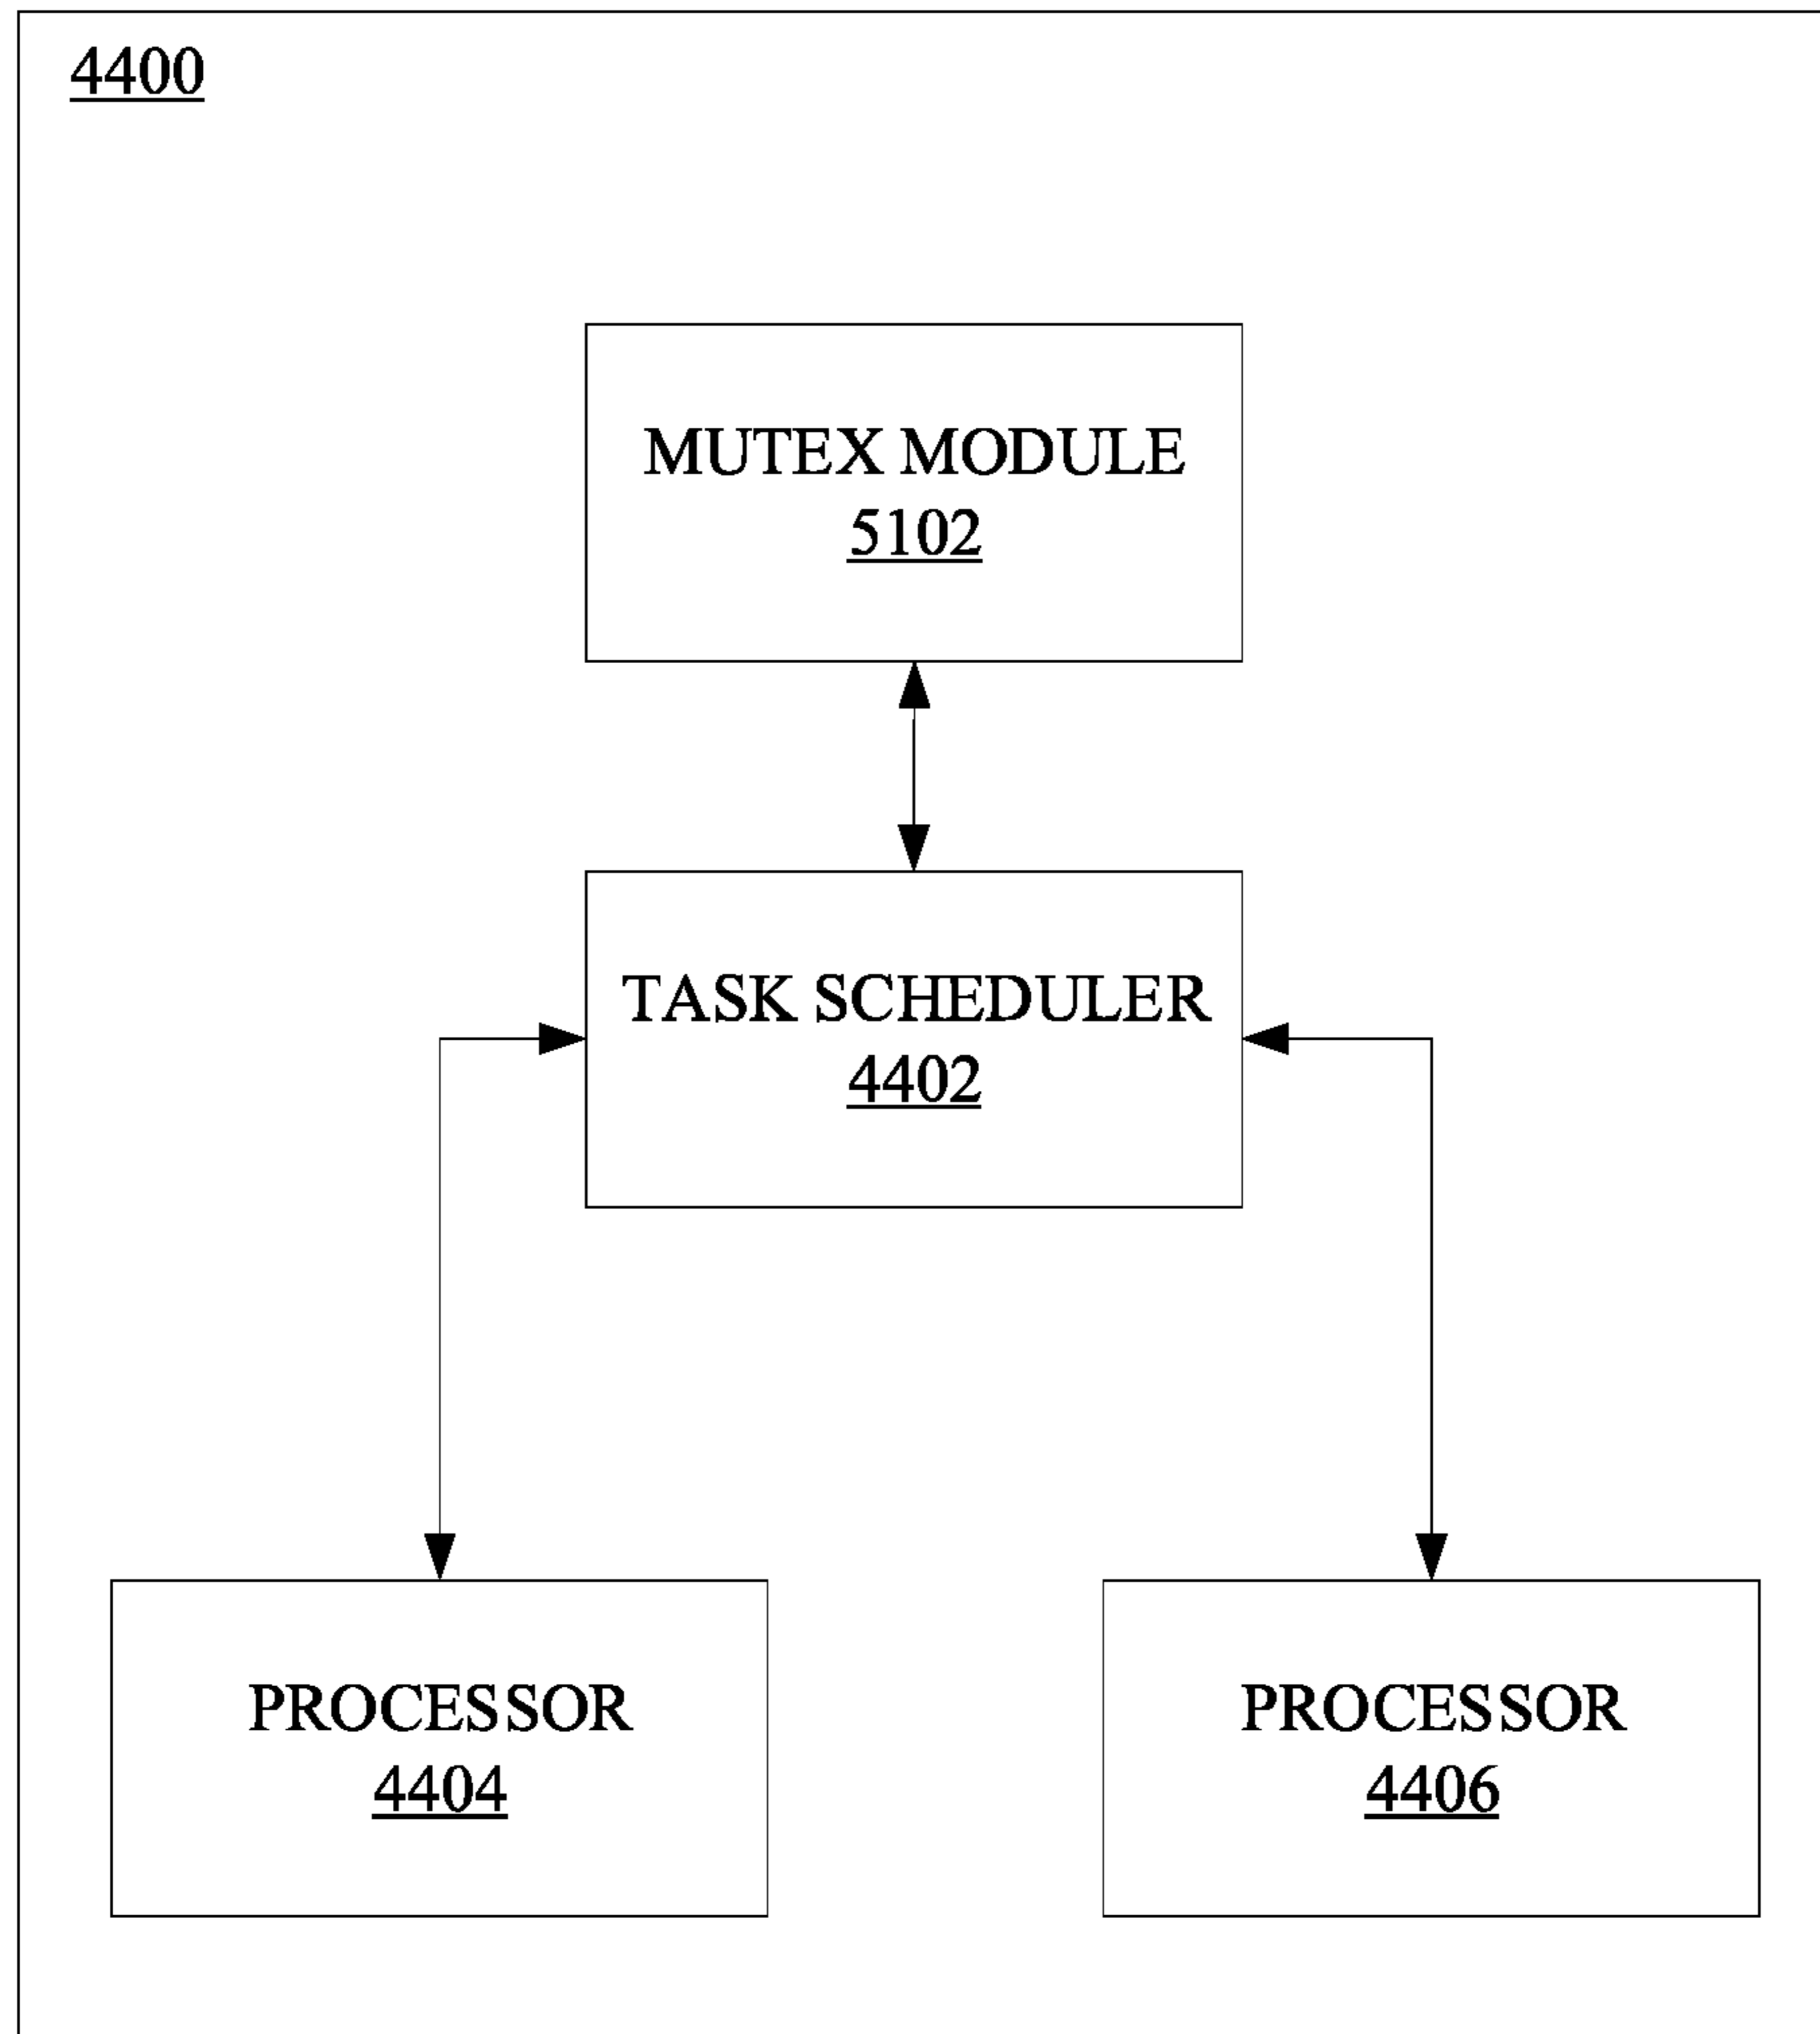 4400
MUTEX MODULE
5102
TASK SCHEDULER
4402
PROCESSOR
4404
PROCESSOR
4406